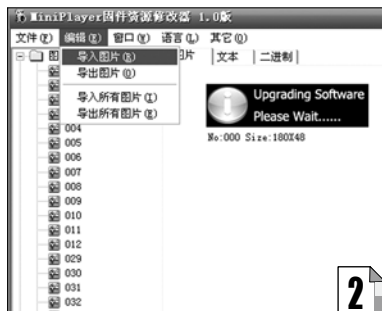 MiniPlayer固件资源修改器 1.0版
文件(F) 编辑(E) 窗口(W) 语言(L) 其它(O)
图
片 文本 二进制
导入图片(B)
导出图片(O)
导入所有图片(I)
导出所有图片(E)
Upgrading Software
Please Wait......
No:000 Size:180X48
004
005
006
007
008
009
010
011
012
029
030
031
032
2